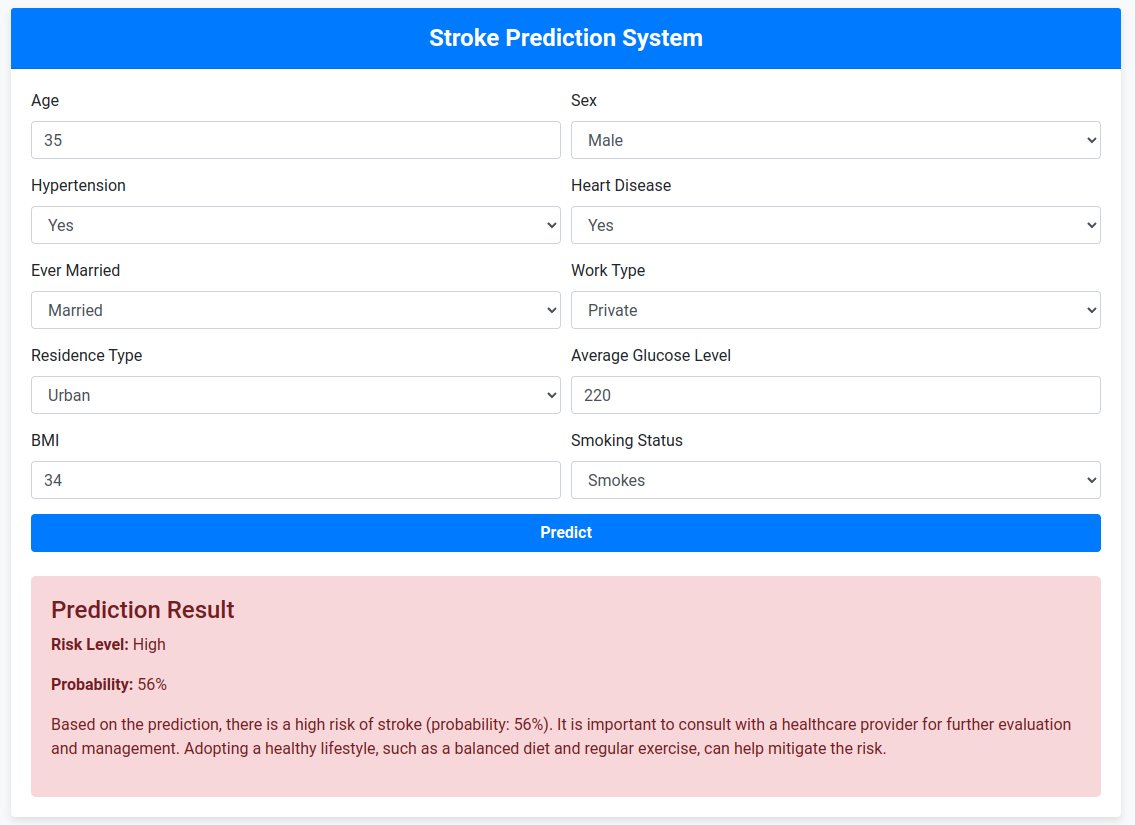 Stroke Prediction System
Age
Sex
35
Male
Hypertension
Heart Disease
Yes
Yes
Ever Married
Work Type
Married
Private
Residence Type
Average Glucose Level
Urban
220
BMI
Smoking Status
34
Smokes
Predict
Prediction Result
Risk Level: High
Probability: 56%
Based on the prediction, there is a high risk of stroke (probability: 56%). It is important to consult with a healthcare provider for further evaluation
and management. Adopting a healthy lifestyle, such as a balanced diet and regular exercise, can help mitigate the risk.